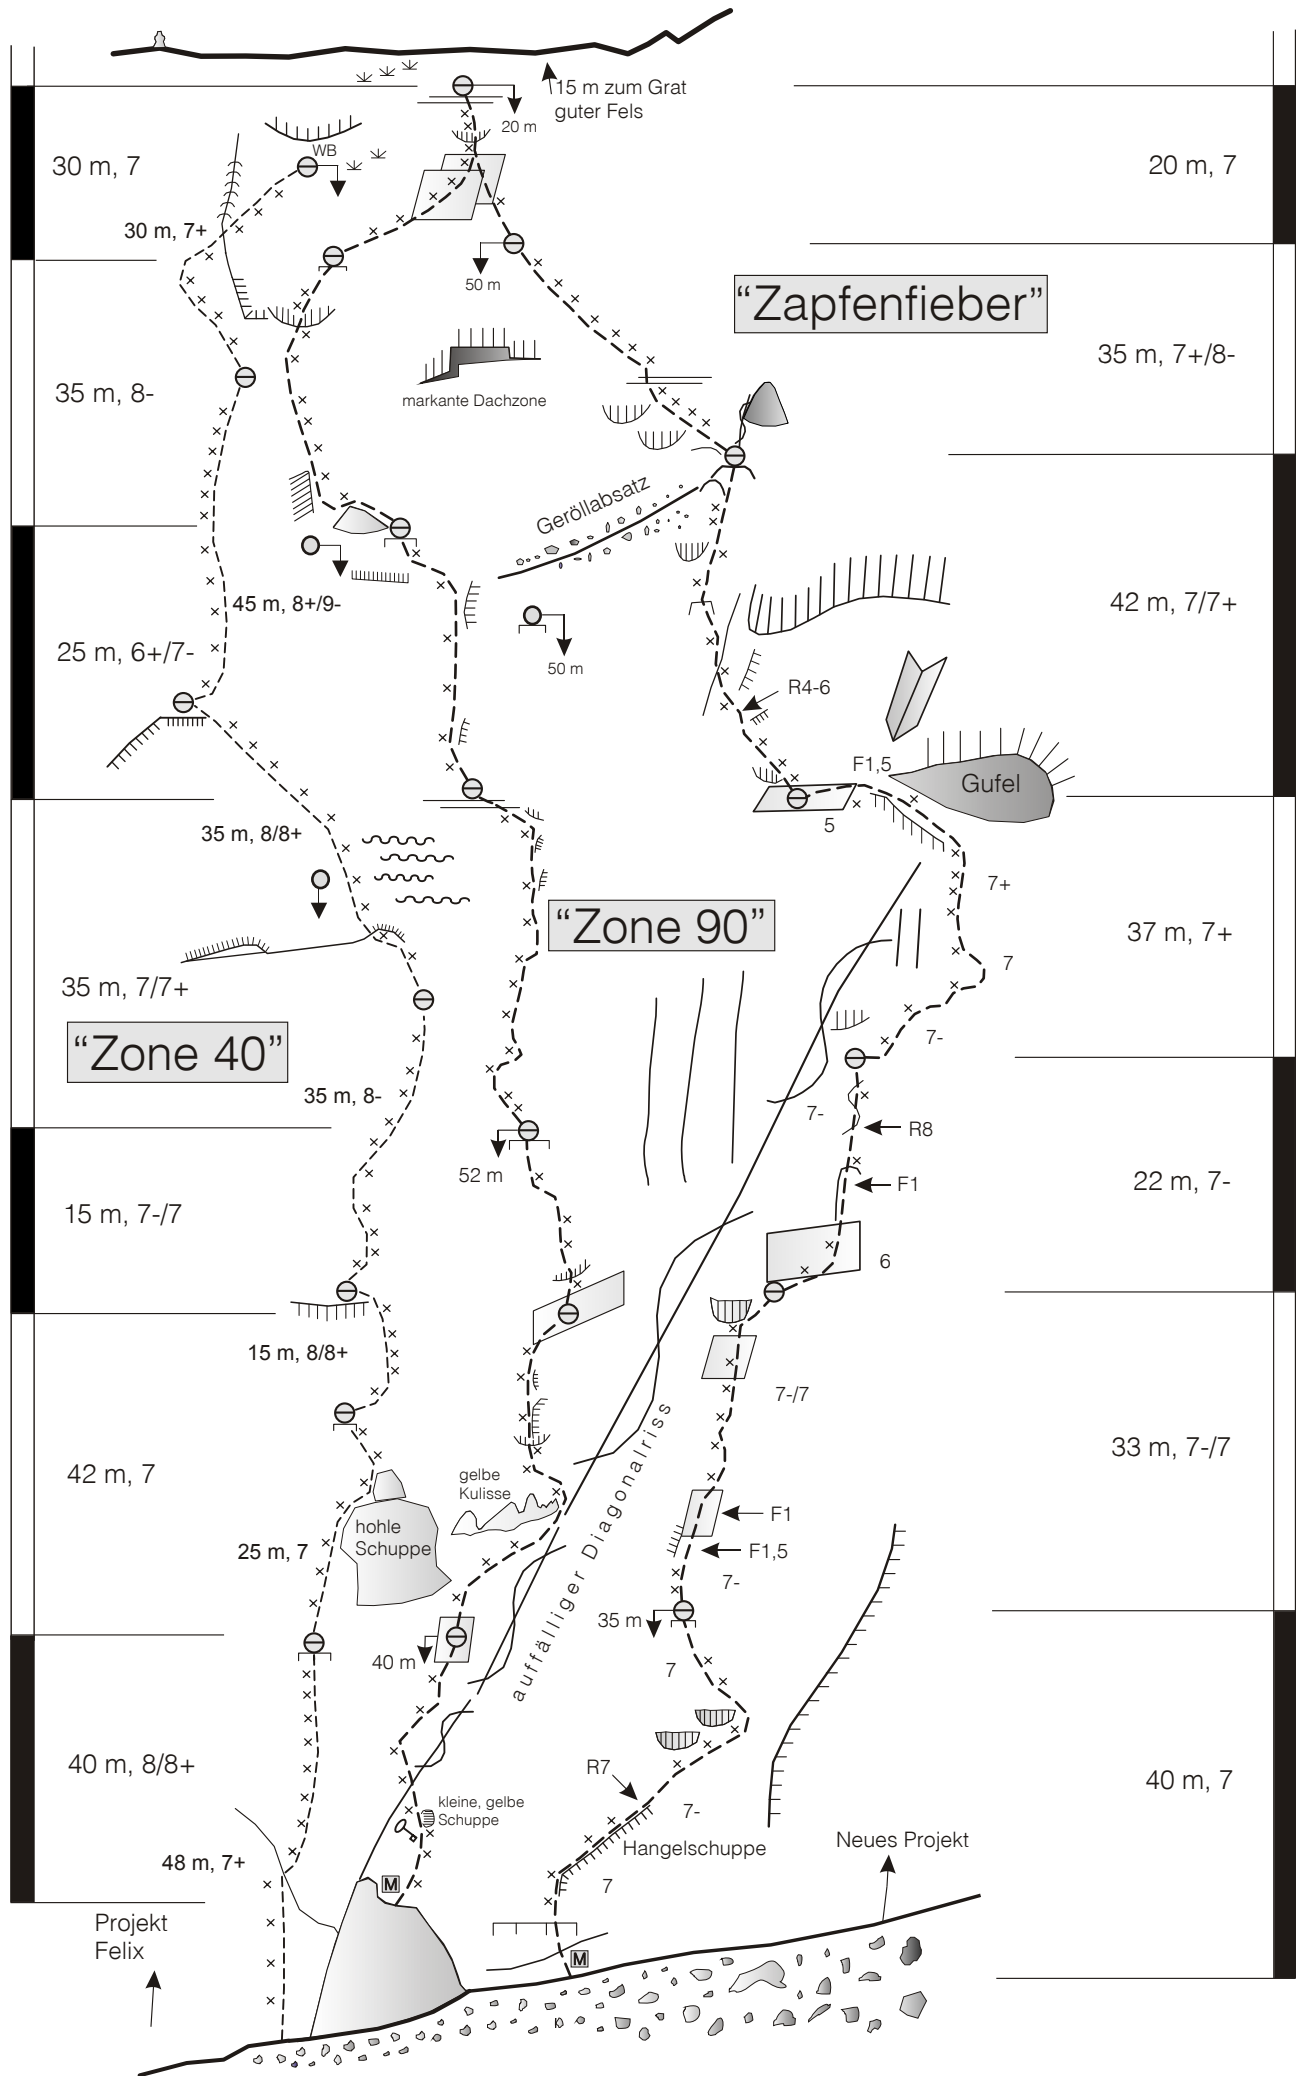 15 m zum Grat
guter Fels
20 m
WB
30 m, 7
20 m, 7
30 m, 7+
50 m
“Zapfenfieber”
35 m, 7+/8-
35 m, 8-
markante Dachzone
Geröllabsatz
45 m, 8+/9-
42 m, 7/7+
25 m, 6+/7-
50 m
R4-6
F1,5
Gufel
5
35 m, 8/8+
7+
“Zone 90”
37 m, 7+
7
35 m, 7/7+
“Zone 40”
7-
35 m, 8-
7-
R8
52 m
F1
22 m, 7-
15 m, 7-/7
6
15 m, 8/8+
7-/7
auffälliger Diagonalriss
33 m, 7-/7
42 m, 7
gelbe
Kulisse
F1
hohle
Schuppe
25 m, 7
F1,5
7-
35 m
40 m
7
40 m, 8/8+
R7
40 m, 7
kleine, gelbe
Schuppe
7-
Hangelschuppe
Neues Projekt
48 m, 7+
M
7
Projekt
Felix
M